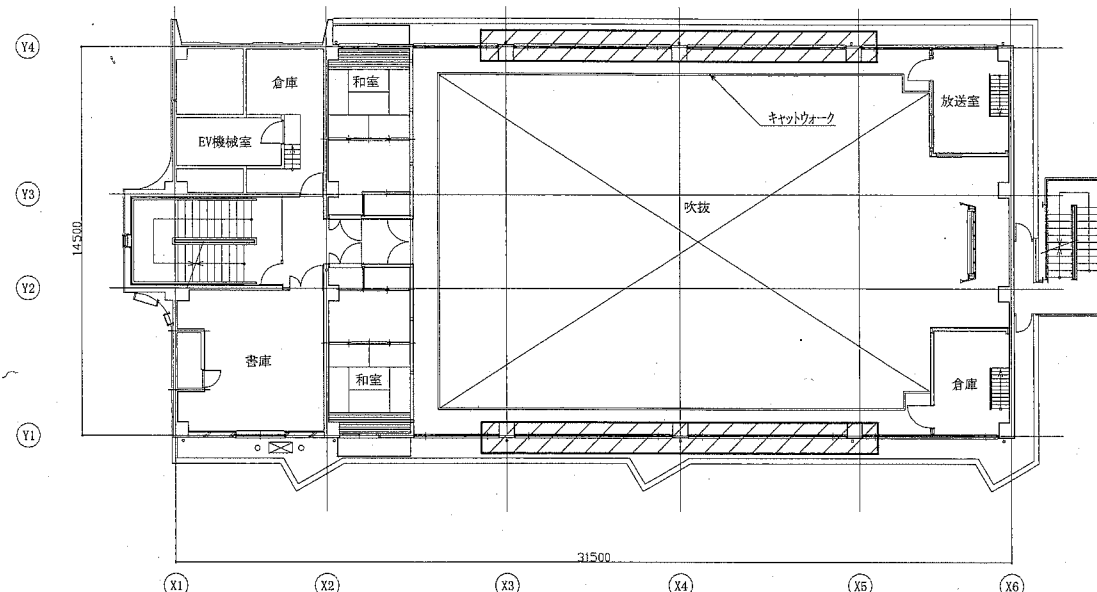 Y4
倉庫
和室
放送室
キャットウォーク
EV機械室
Y3
吹抜
14500
Y2
書庫
和室
倉庫
Y1
31500
X1
X2
X3
X4
X5
X6